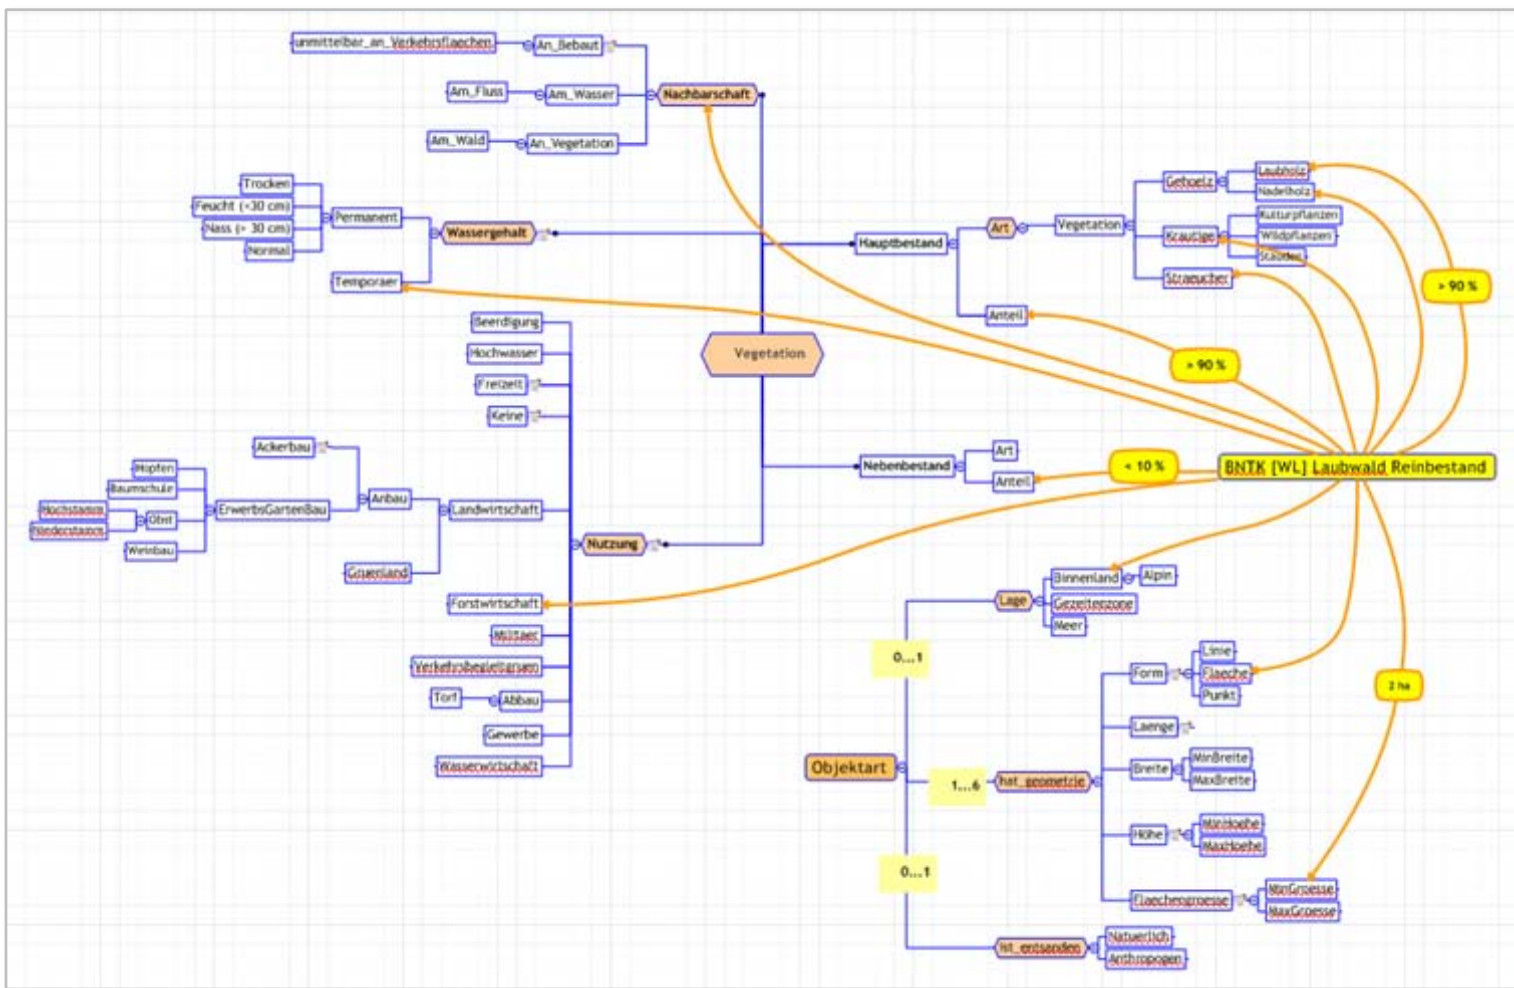 unmittelbar_an_Verkehrsflaechen
An_Bebaut
Am_Fluss
Am_Wasser
Nachbarschaft
Am_Wald
An_Vegetation
Trocken
Feucht (<30 cm)
Nass (> 30 cm)
Normal
Permanent
Temporaer
Wassergehalt
Hauptbestand
Art
Vegetation
Gehoelz
Laubholz
Nadelholz
Krautige
Kulturpflanzen
Wildpflanzen
Stauden
Straeucher
Anteil
> 90 %
> 90 %
Vegetation
Beerdigung
Hochwasser
Freizeit
Keine
Ackerbau
Hopfen
Baumschule
Hochstamm
Niederstamm
Obst
Weinbau
ErwerbsGartenBau
Anbau
Landwirtschaft
Gruenland
Nutzung
Forstwirtschaft
Militaer
Verkehrsbegleitgruen
Torf
Abbau
Gewerbe
Wasserwirtschaft
Nebenbestand
Art
Anteil
< 10 %
BNTK [WL] Laubwald Reinbestand
Lage
Binnenland
Alpin
Gezeitenzone
Meer
0...1
Form
Linie
Flaeche
Punkt
2 ha
Laenge
Objektart
1...6
hat_geometrie
Breite
MinBreite
MaxBreite
Höhe
MinHoehe
MaxHoehe
0...1
Flaechengroesse
MinGroesse
MaxGroesse
ist_entsanden
Natuerlich
Anthropogen